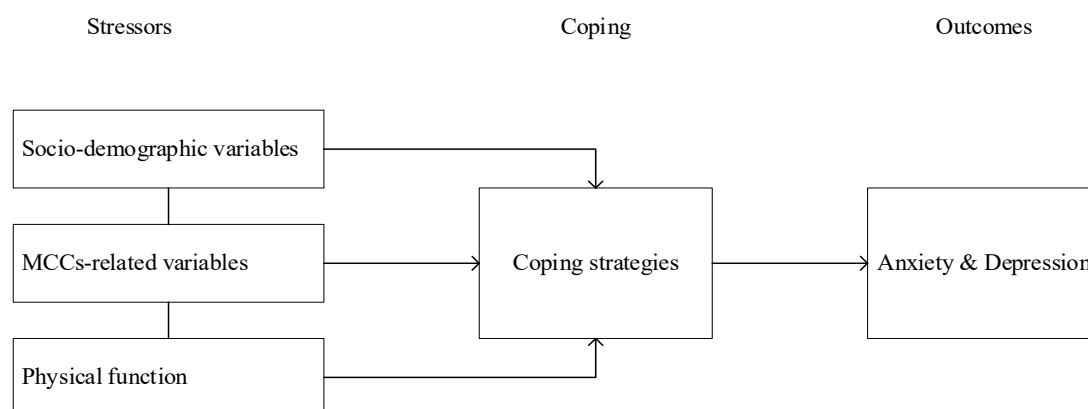 Stressors
Coping
Outcomes
Socio-demographic variables
MCCs-related variables
Coping strategies
Anxiety & Depression
Physical function